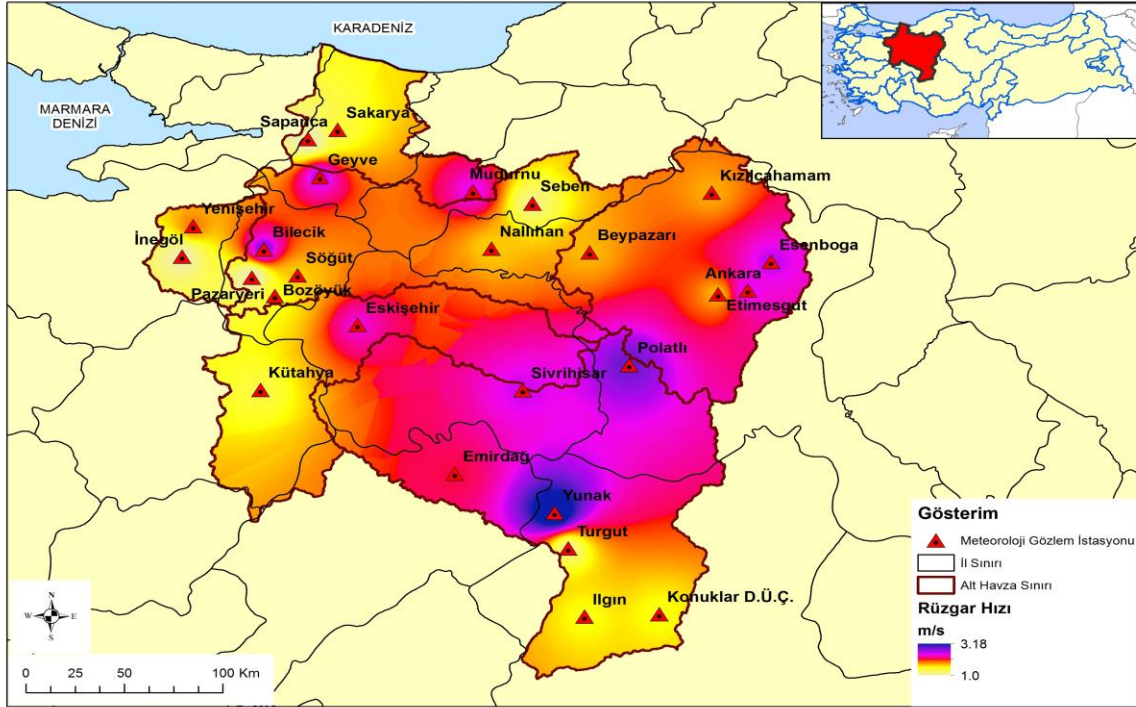 KARADENİZ
MARMARA
DENİZİ
Sapanca
Sakarya
Geyve
Mudurnu
Seben
Kızılcahamam
Yenişehir
Bilecik
Nallıhan
Beypazarı
Esenboga
İnegöl
Söğüt
Ankara
Pazaryeri
Bozöyük
Etimesgut
Eskişehir
Polatlı
Kütahya
Sivrihisar
Emirdağ
Yunak
Turgut
Ilgın
Konuklar D.Ü.Ç.
Gösterim
Meteoroloji Gözlem İstasyonu
İl Sınırı
Alt Havza Sınırı
Rüzgar Hızı
m/s
3.18
1.0
N
W E
S
0 25 50 100 Km